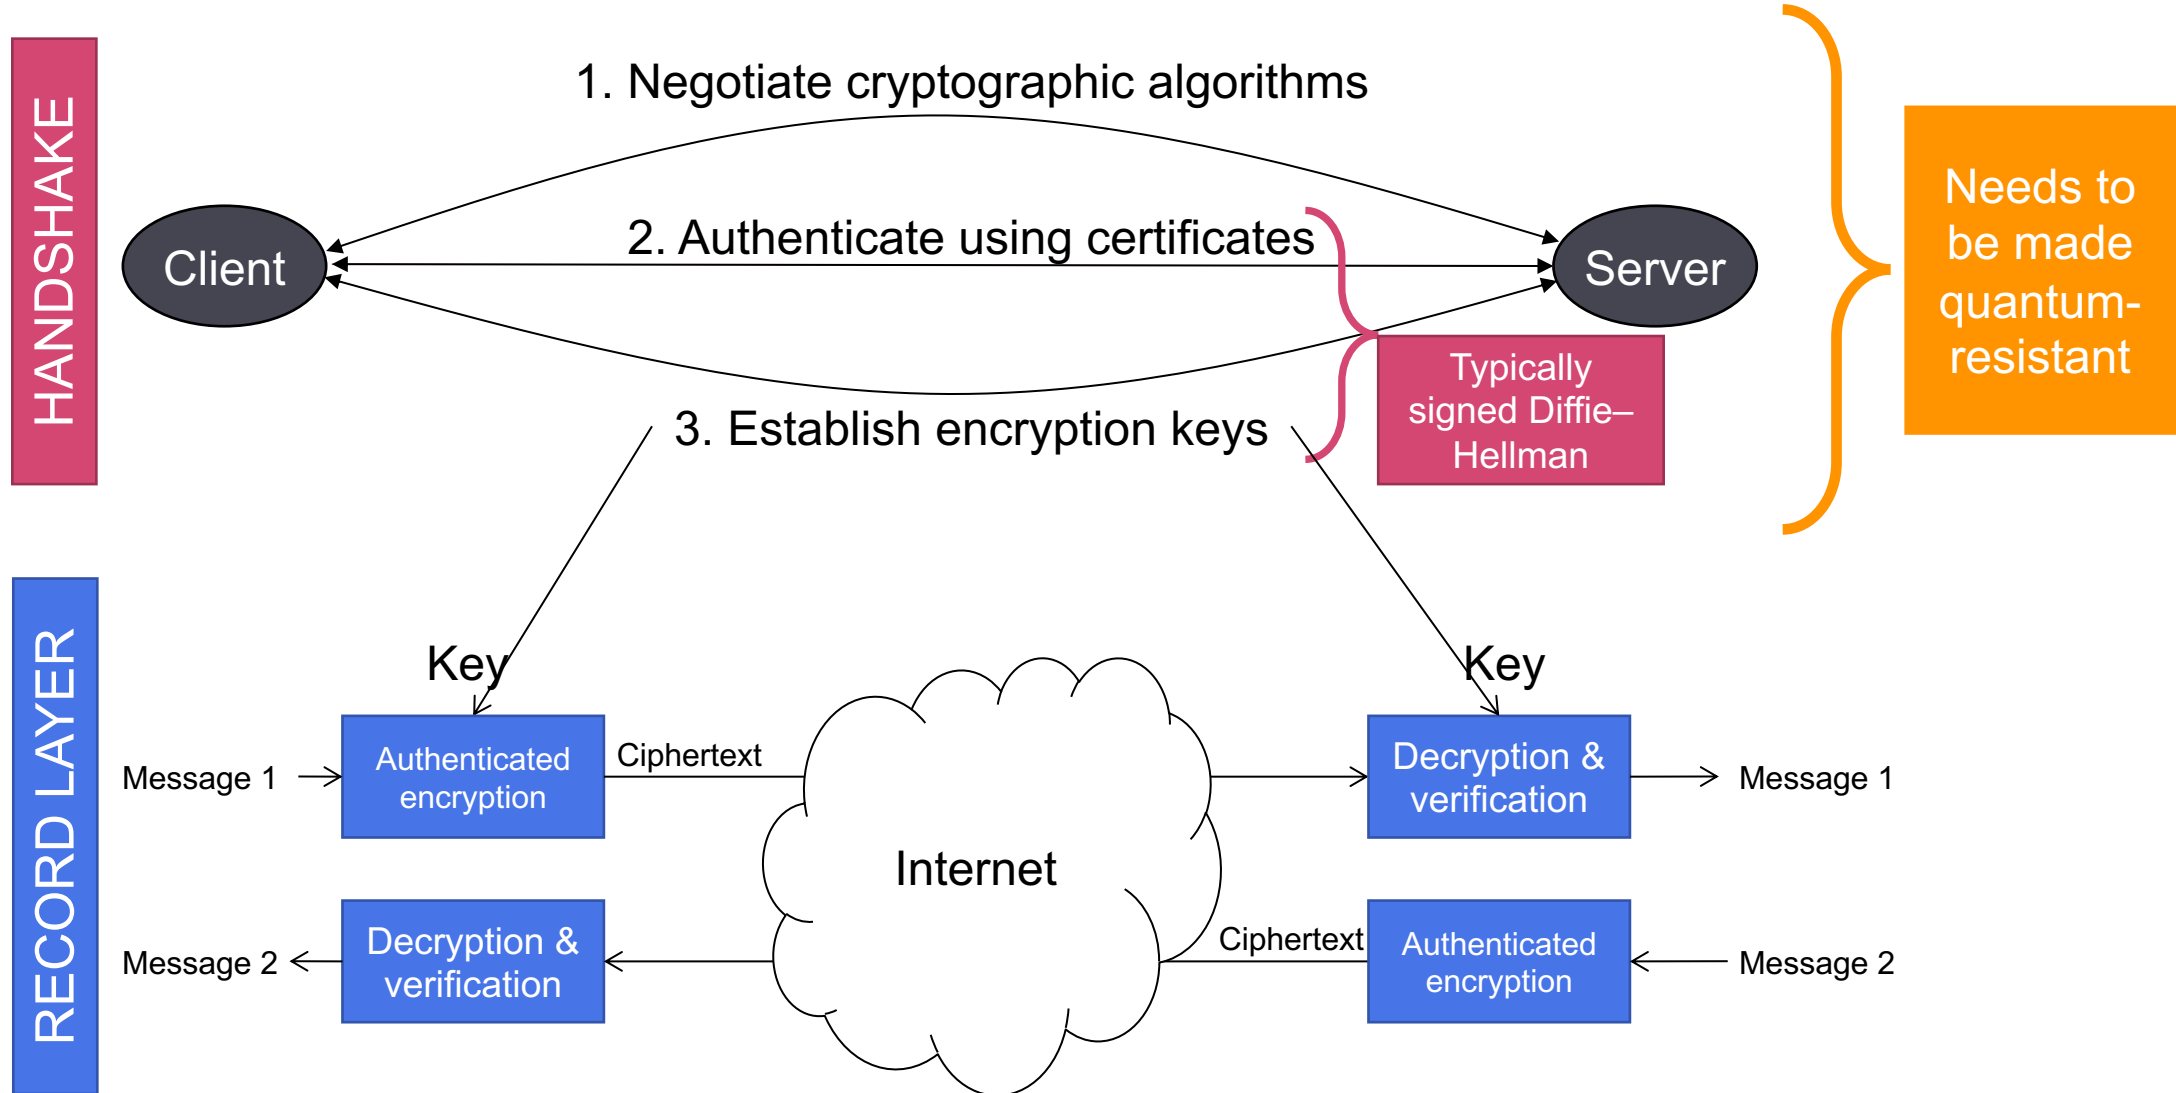 HANDSHAKE
1. Negotiate cryptographic algorithms
2. Authenticate using certificates
Client
Server
3. Establish encryption keys
Typically
signed Diffie–
Hellman
Needs to
be made
quantum-
resistant
RECORD LAYER
Key
Key
Message 1
Authenticated
encryption
Ciphertext
Internet
Decryption &
verification
Message 1
Message 2
Decryption &
verification
Ciphertext
Authenticated
encryption
Message 2